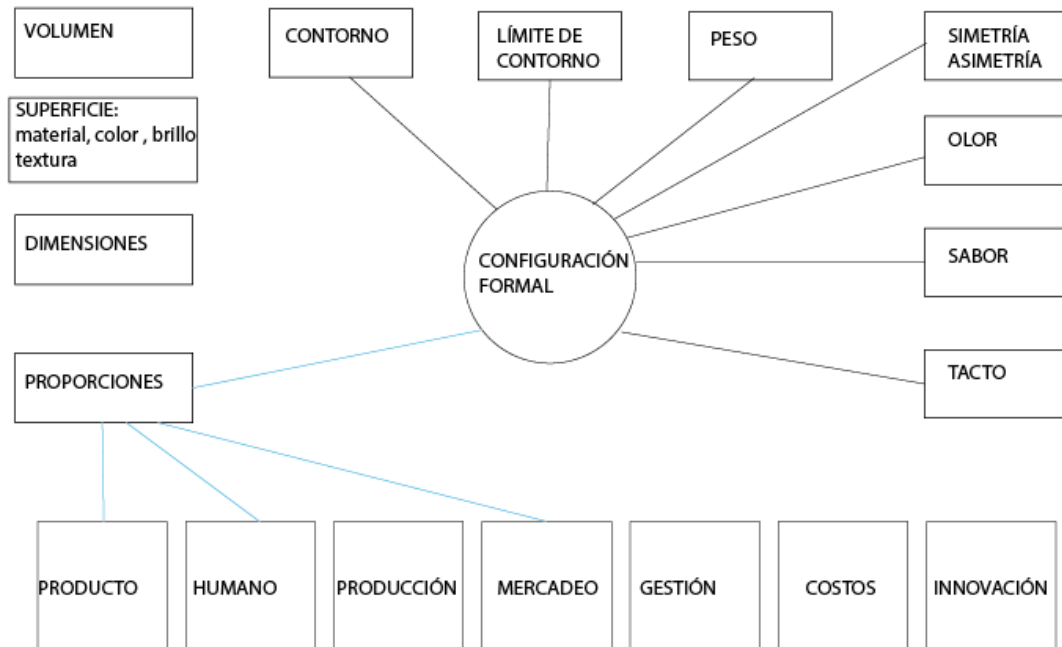 VOLUMEN
CONTORNO
LÍMITE DE
CONTORNO
PESO
SIMETRÍA
ASIMETRÍA
SUPERFICIE:
material, color , brillo
textura
OLOR
DIMENSIONES
CONFIGURACIÓN
FORMAL
SABOR
PROPORCIONES
TACTO
PRODUCTO
HUMANO
PRODUCCIÓN
MERCADEO
GESTIÓN
COSTOS
INNOVACIÓN